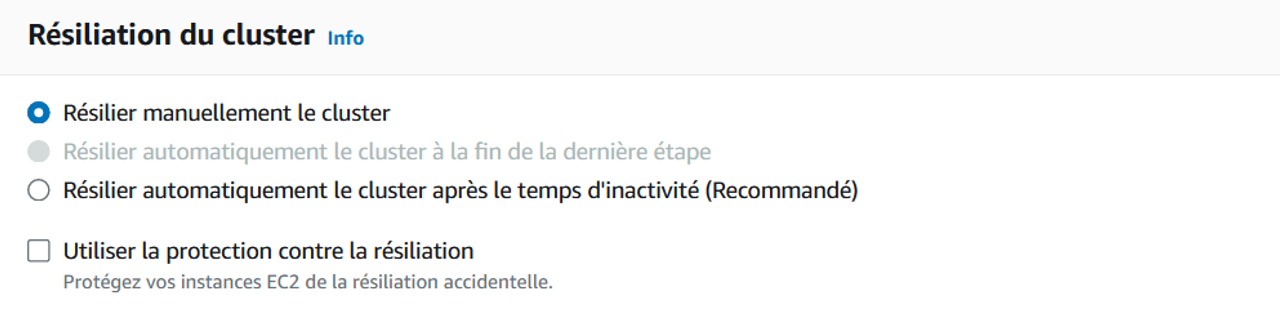 Résiliation du cluster Info
Résilier manuellement le cluster
Résilier automatiquement le cluster à la fin de la dernière étape
Résilier automatiquement le cluster après le temps d'inactivité (Recommandé)
Utiliser la protection contre la résiliation
Protégez vos instances EC2 de la résiliation accidentelle.